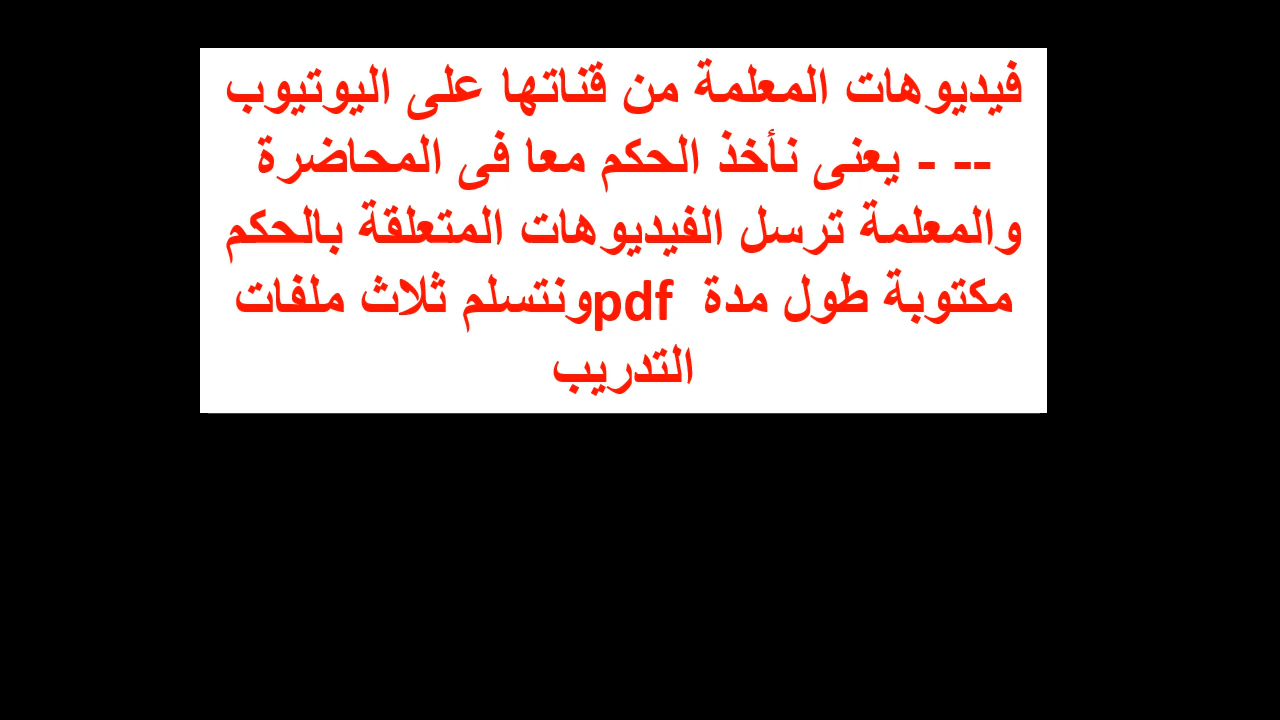 فيديوهات المعلمة من قناتها على اليوتيوب
-- - يعنى نأخذ الحكم معا فى المحاضرة
والمعلمة ترسل الفيديوهات المتعلقة بالحكم
مكتوبة طول مدة pdfونتسلم ثلاث ملفات
التدريب